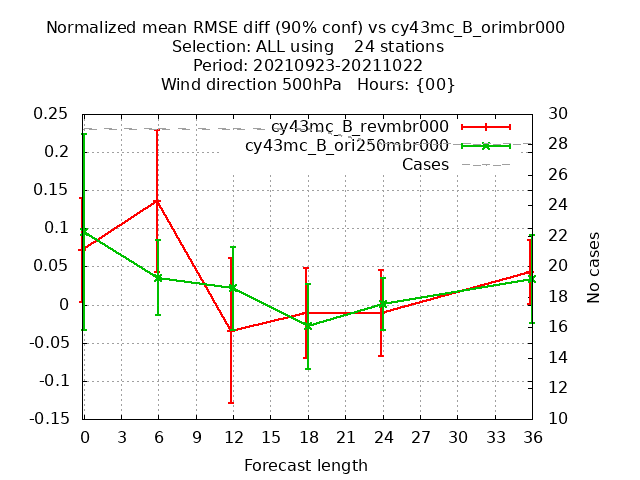 Normalized mean RMSE diff (90% conf) vs cy43mc_B_orimbr000
Selection: ALL using    24 stations
Period: 20210923-20211022
Wind direction 500hPa   Hours: {00}
cy43mc_B_revmbr000
cy43mc_B_ori250mbr000
Cases
0.25
0.2
0.15
0.1
0.05
0
-0.05
-0.1
-0.15
30
28
26
24
22
20
18
16
14
12
10
No cases
0 3 6 9 12 15 18 21 24 27 30 33 36
Forecast length